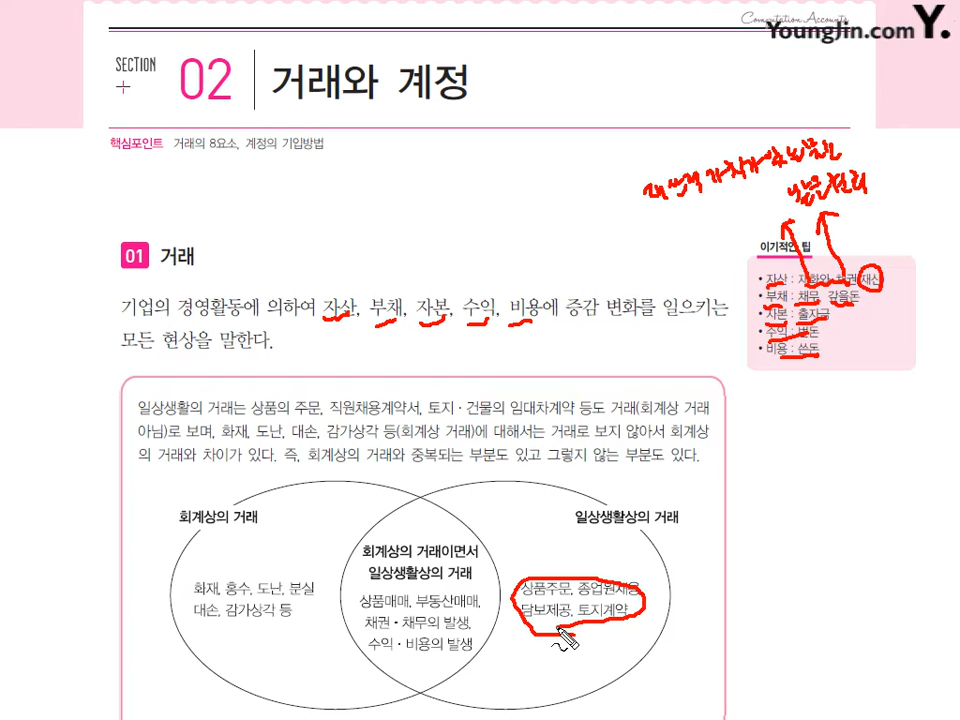 Computation Accounts
YoungJin.com Y.
SECTION
02
거래와 계정
핵심포인트 거래의 8요소, 계정의 기입방법
01 거래
기업의 경영활동에 의하여 자산, 부채, 자본, 수익, 비용에 증감 변화를 일으키는
모든 현상을 말한다.
이기적인 팁
• 자산 : 재화와 채권 재산
• 부채 : 채무 갚을돈
• 자본 : 출자금
• 수익 : 번돈
• 비용 : 쓴돈
일상생활의 거래는 상품의 주문, 직원채용계약서, 토지·건물의 임대차계약 등도 거래(회계상 거래
아님)로 보며, 화재, 도난, 대손, 감가상각 등(회계상 거래)에 대해서는 거래로 보지 않아서 회계상
의 거래와 차이가 있다. 즉, 회계상의 거래와 중복되는 부분도 있고 그렇지 않는 부분도 있다.
회계상의 거래
화재, 홍수, 도난, 분실
대손, 감가상각 등
회계상의 거래이면서
일상생활상의 거래
상품매매, 부동산매매,
채권·채무의 발생,
수익·비용의 발생
일상생활상의 거래
상품주문, 종업원채용
담보제공, 토지계약